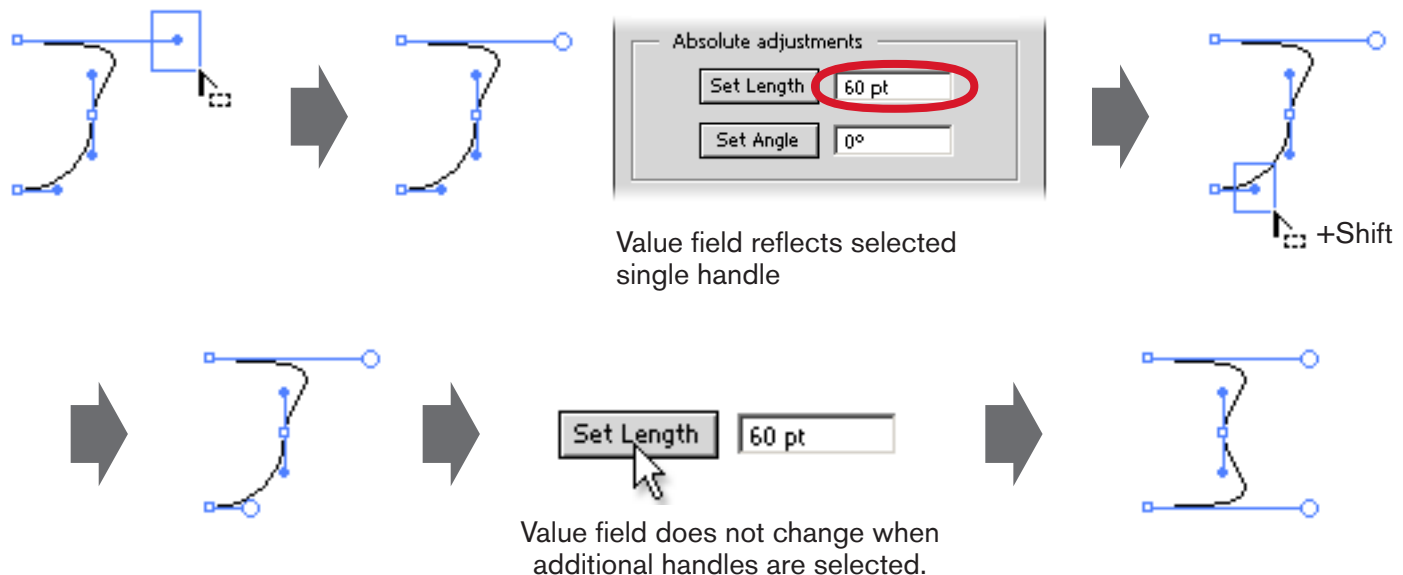 Absolute adjustments
Set Length 60 pt
Set Angle 0°
Value field reflects selected
single handle
+Shift
Set Length 60 pt
Value field does not change when
additional handles are selected.